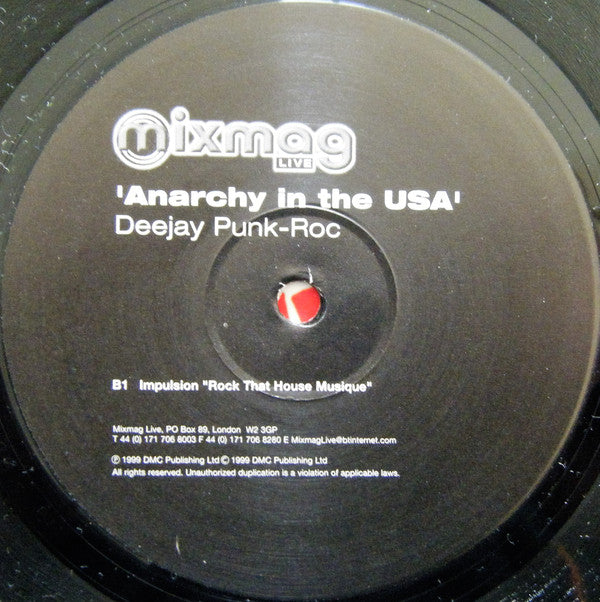 mixmag
LIVE
'Anarchy in the USA'
Deejay Punk-Roc
B1 Impulsion "Rock That House Musique"
Mixmag Live, PO Box 89, London W2 3GP
T 44 (0) 171 706 8003 F 44 (0) 171 706 8280 E MixmagLive@btinternet.com
℗ 1999 DMC Publishing Ltd © 1999 DMC Publishing Ltd
All rights reserved. Unauthorized duplication is a violation of applicable laws.